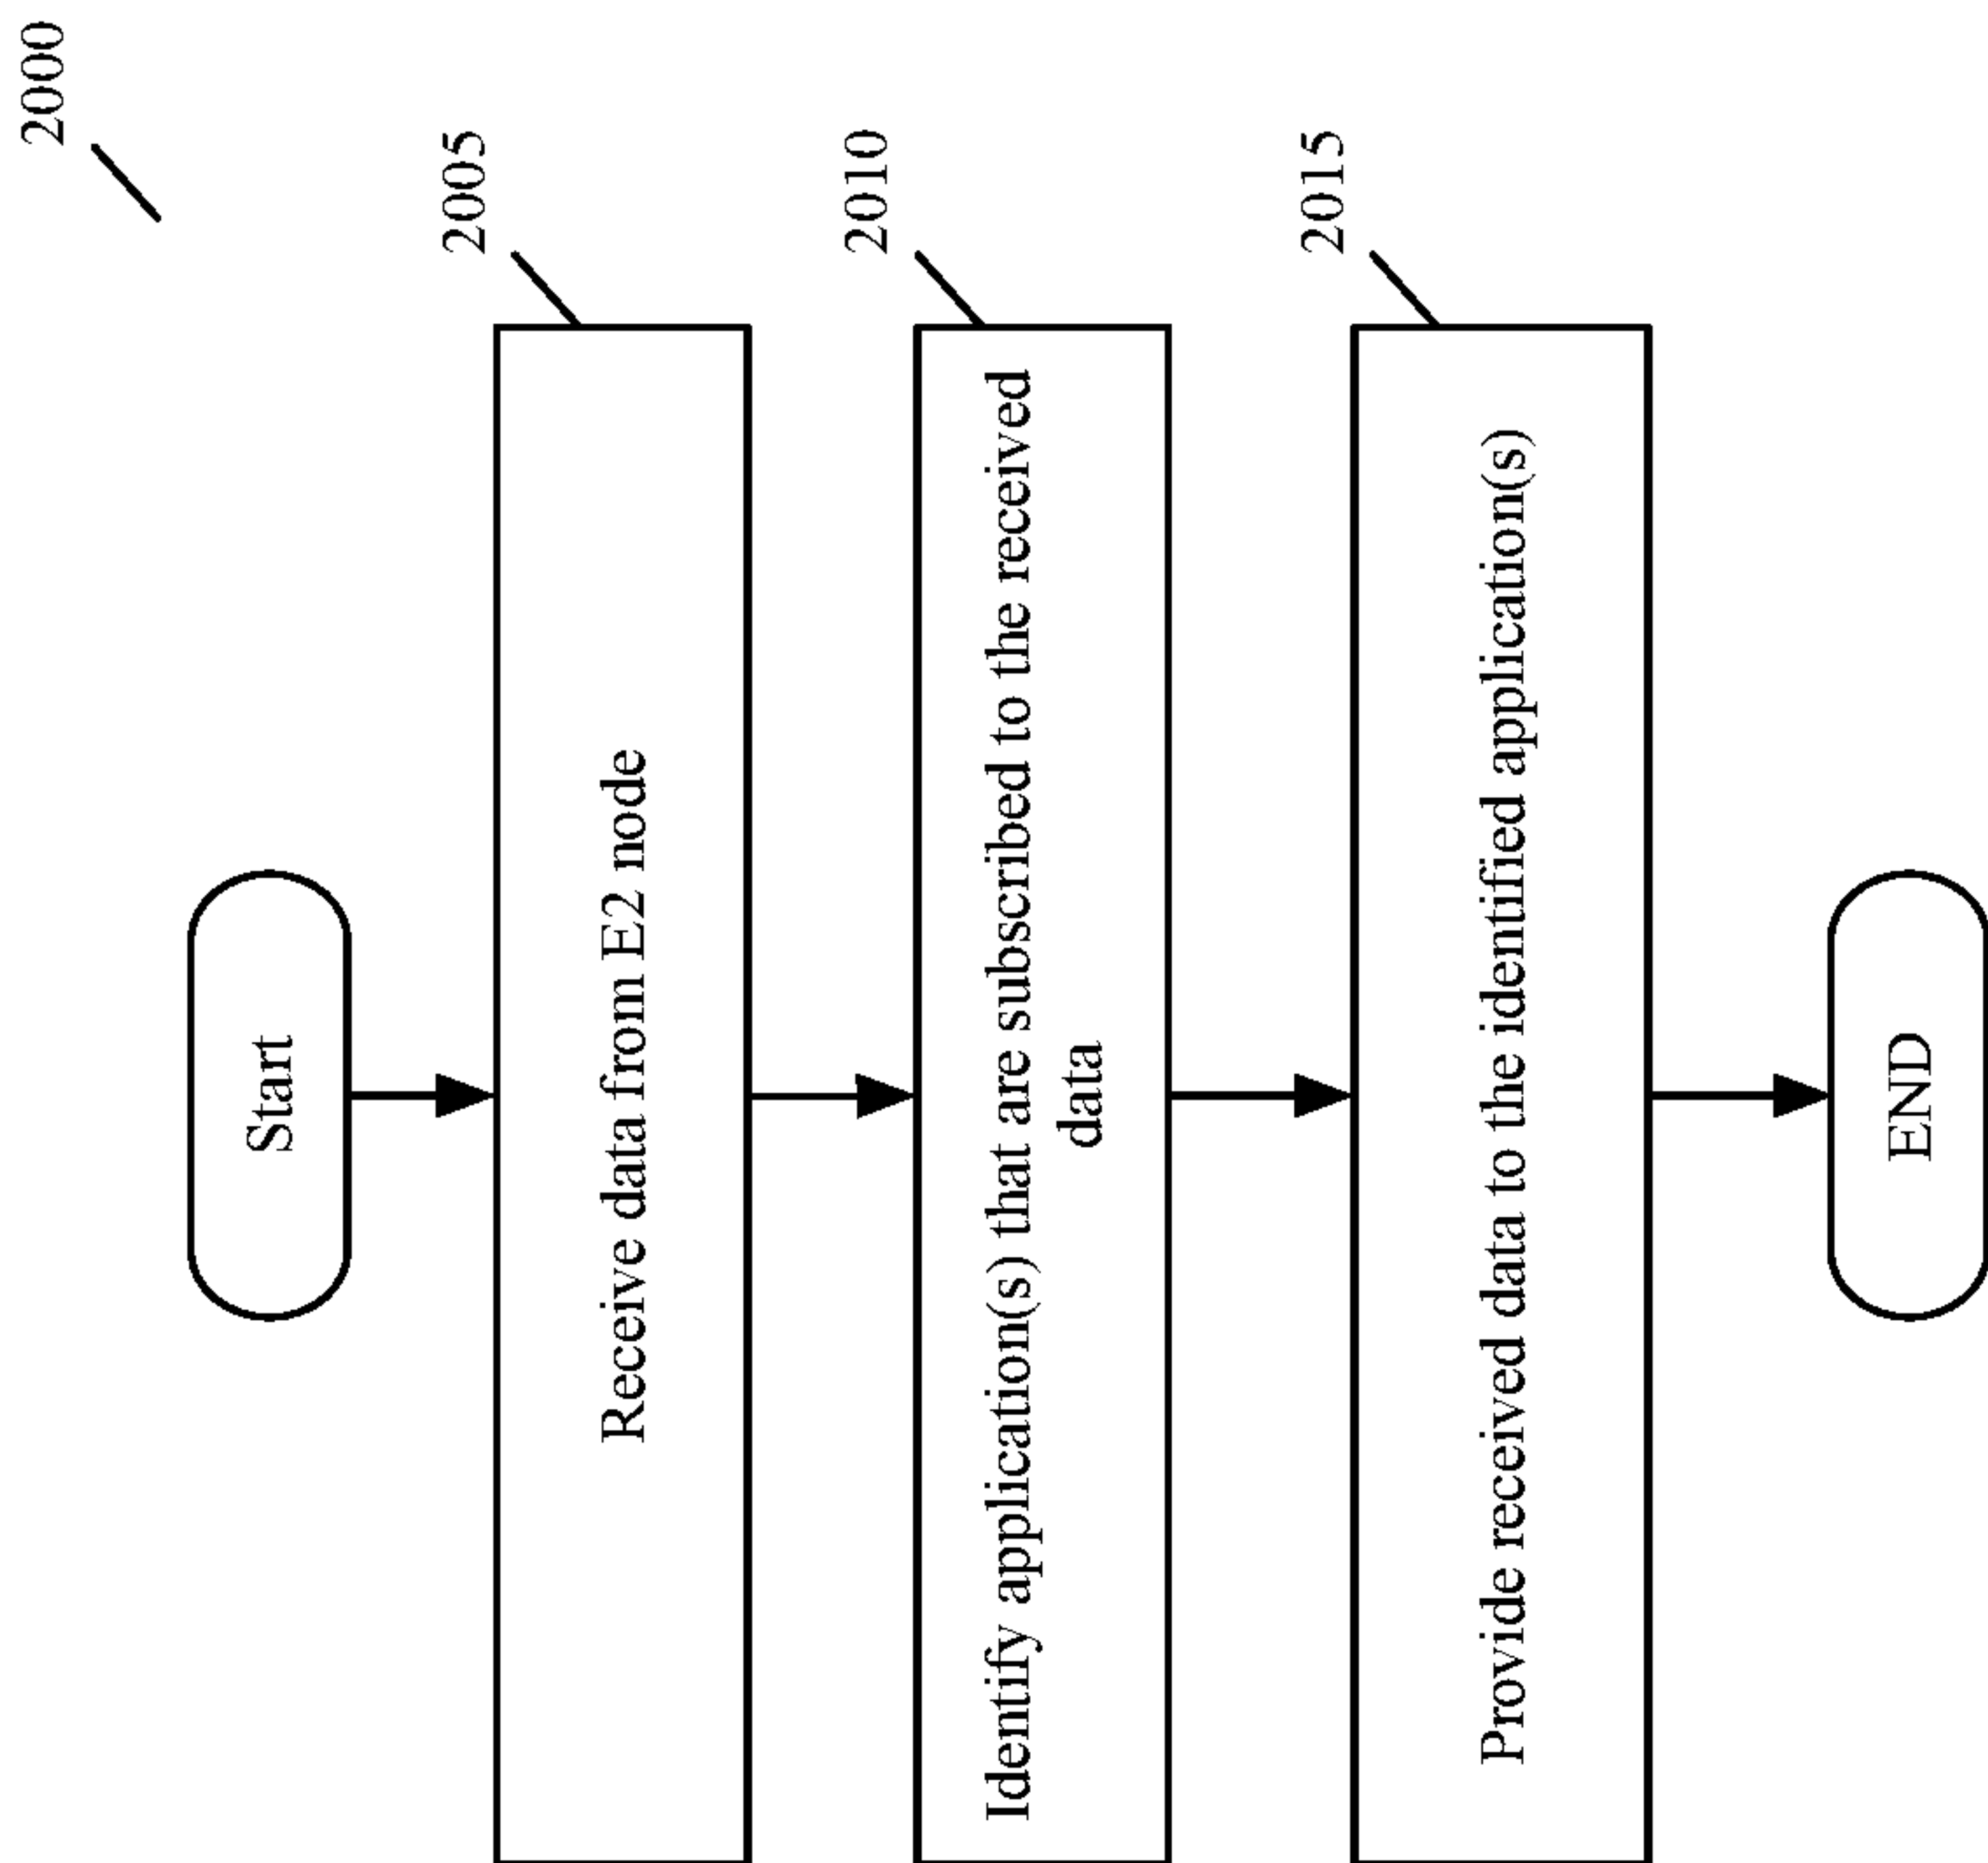 2000
Start
2005
Receive data from E2 node
2010
Identify application(s) that are subscribed to the received
data
2015
Provide received data to the identified application(s)
END